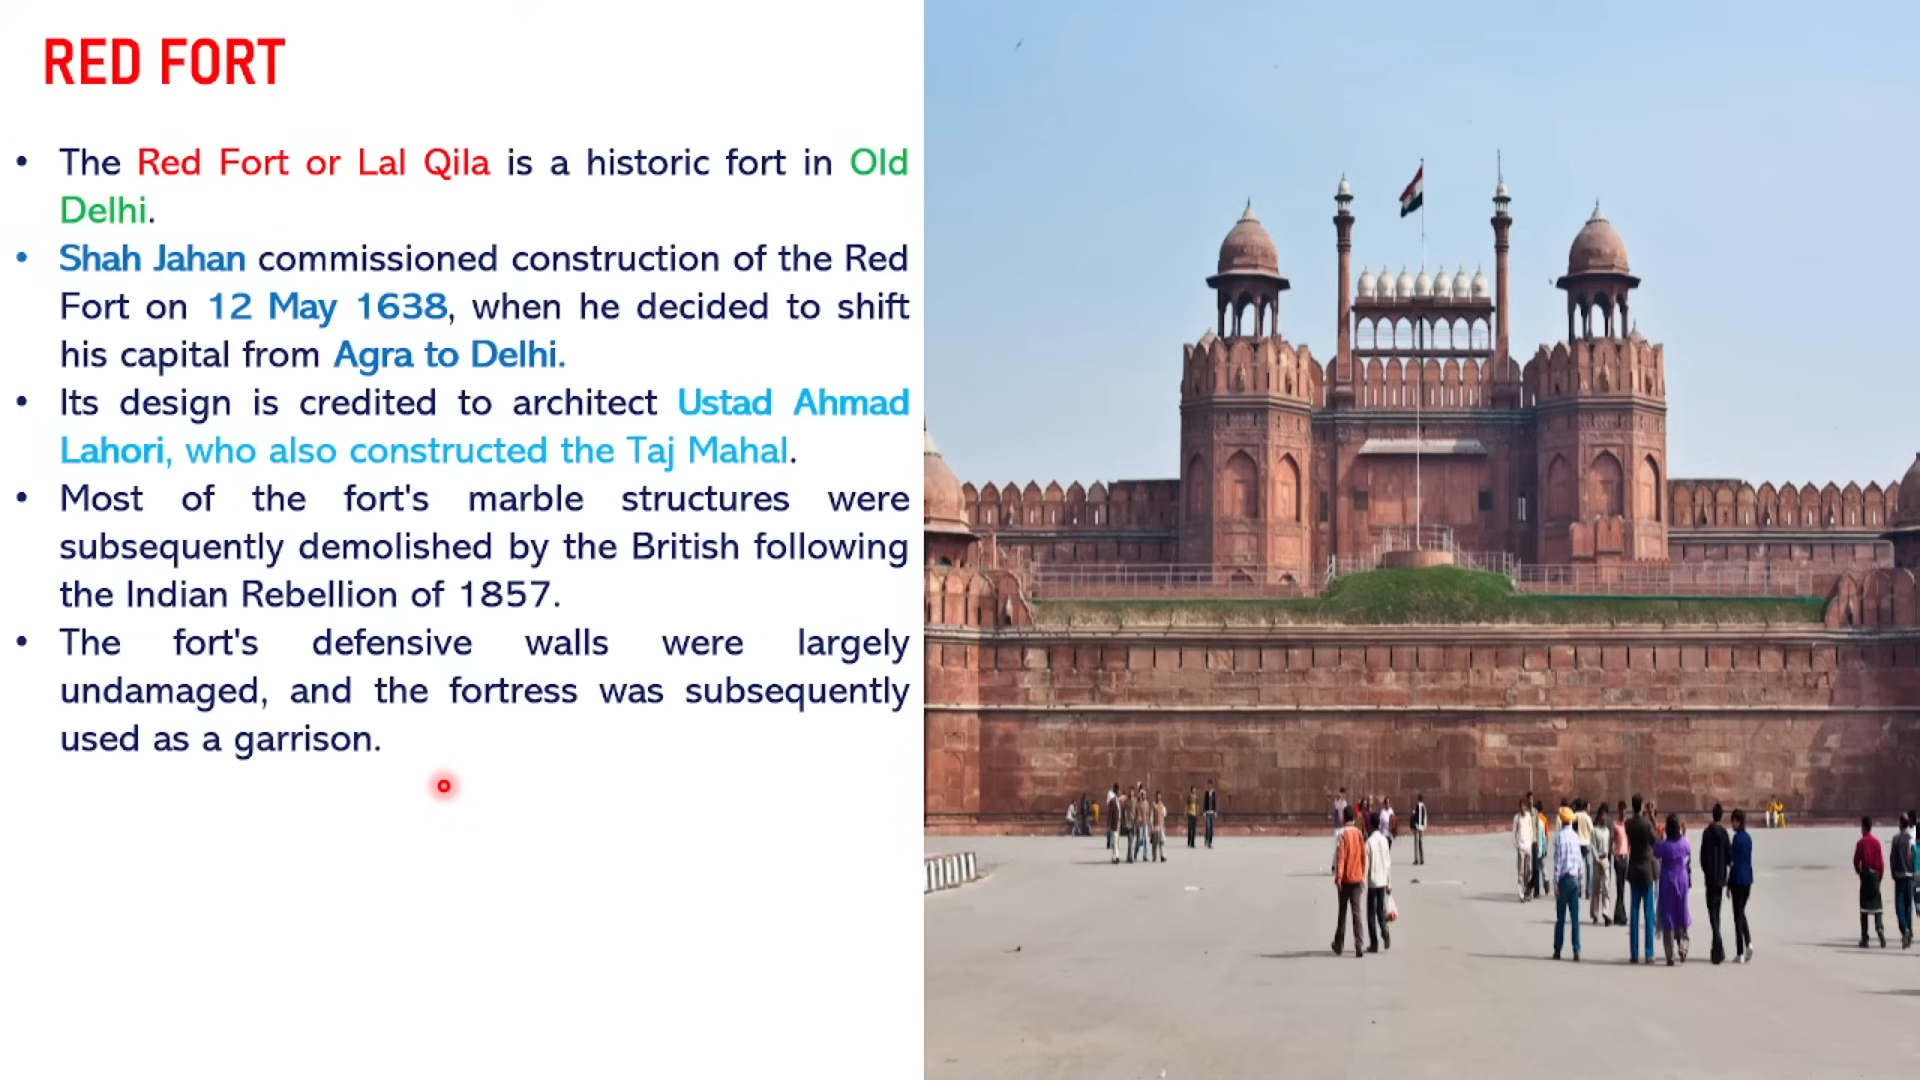 RED FORT
• The Red Fort or Lal Qila is a historic fort in Old
Delhi.
• Shah Jahan commissioned construction of the Red
Fort on 12 May 1638, when he decided to shift
his capital from Agra to Delhi.
• Its design is credited to architect Ustad Ahmad
Lahori, who also constructed the Taj Mahal.
• Most of the fort's marble structures were
subsequently demolished by the British following
the Indian Rebellion of 1857.
• The fort's defensive walls were largely
undamaged, and the fortress was subsequently
used as a garrison.